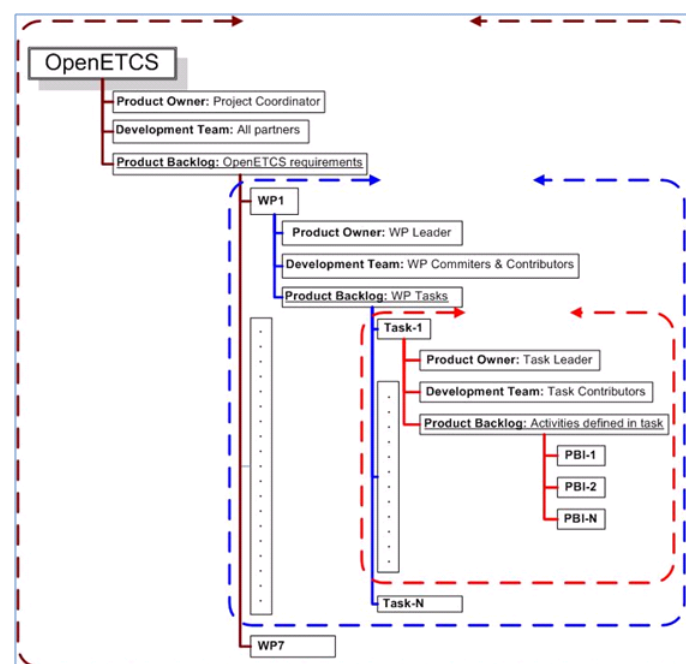 OpenETCS
Product Owner: Project Coordinator
Development Team: All partners
Product Backlog: OpenETCS requirements
WP1
Product Owner: WP Leader
Development Team: WP Commiters & Contributors
Product Backlog: WP Tasks
Task-1
Product Owner: Task Leader
Development Team: Task Contributors
Product Backlog: Activities defined in task
PBI-1
PBI-2
PBI-N
Task-N
WP7